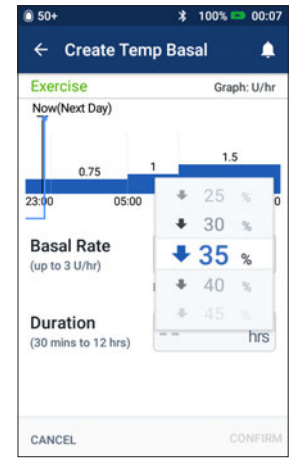 50+ 100% 00:07
Create Temp Basal
Exercise Graph: U/hr
Now(Next Day)
0.75 1 1.5
23:00 05:00 0
25 %
30 %
Basal Rate
(up to 3 U/hr)
35 %
40 %
45 %
Duration
(30 mins to 12 hrs)
-- hrs
CANCEL CONFIRM